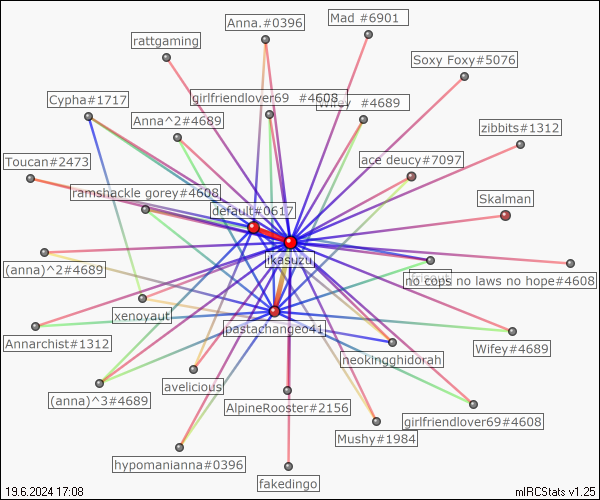 Mad #6901
Anna.#0396
rattgaming
Soxy Foxy#5076
Cypha#1717
girlfriendlover69 #4608
#4689
Anna^2#4689
zibbits#1312
Toucan#2473
ace deucy#7097
ramshackle gorey#4608
Skalman
default#0617
ikasuzu
(anna)^2#4689
no cops no laws no hope#4608
xenoyaut
pastachangeo41
Annarchist#1312
Wifey#4689
neokingghidorah
avelicious
(anna)^3#4689
AlpineRooster#2156
girlfriendlover69#4608
Mushy#1984
hypomanianna#0396
fakedingo
19.6.2024 17:08
mIRCStats v1.25